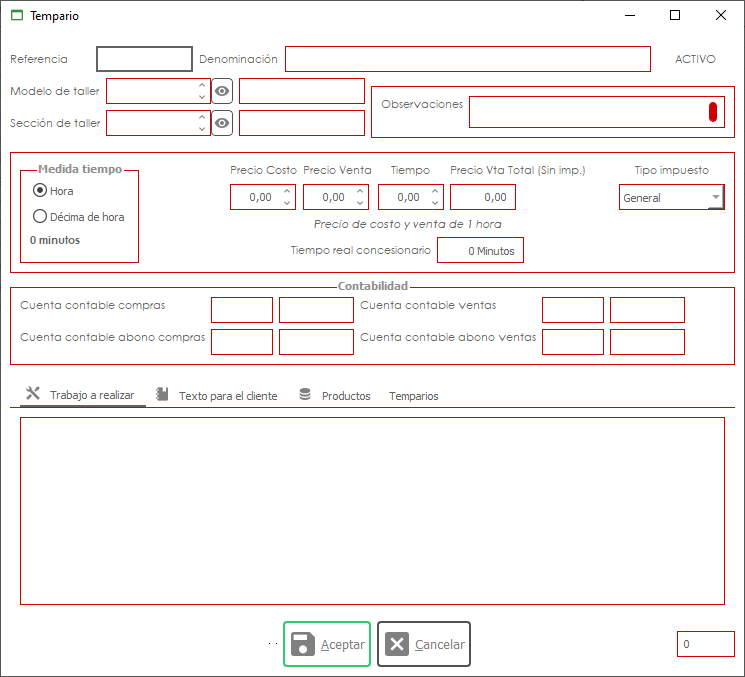 Tempario
Referencia Denominación ACTIVO
Modelo de taller
Observaciones
Sección de taller
Medida tiempo
Hora
Décima de hora
0 minutos
Precio Costo Precio Venta Tiempo Precio Vta Total (Sin imp.) Tipo impuesto
0,00 0,00 0,00 0,00 General
Precio de costo y venta de 1 hora
Tiempo real concesionario 0 Minutos
Contabilidad
Cuenta contable compras Cuenta contable ventas
Cuenta contable abono compras Cuenta contable abono ventas
Trabajo a realizar Texto para el cliente Productos Temparios
. . Aceptar Cancelar 0